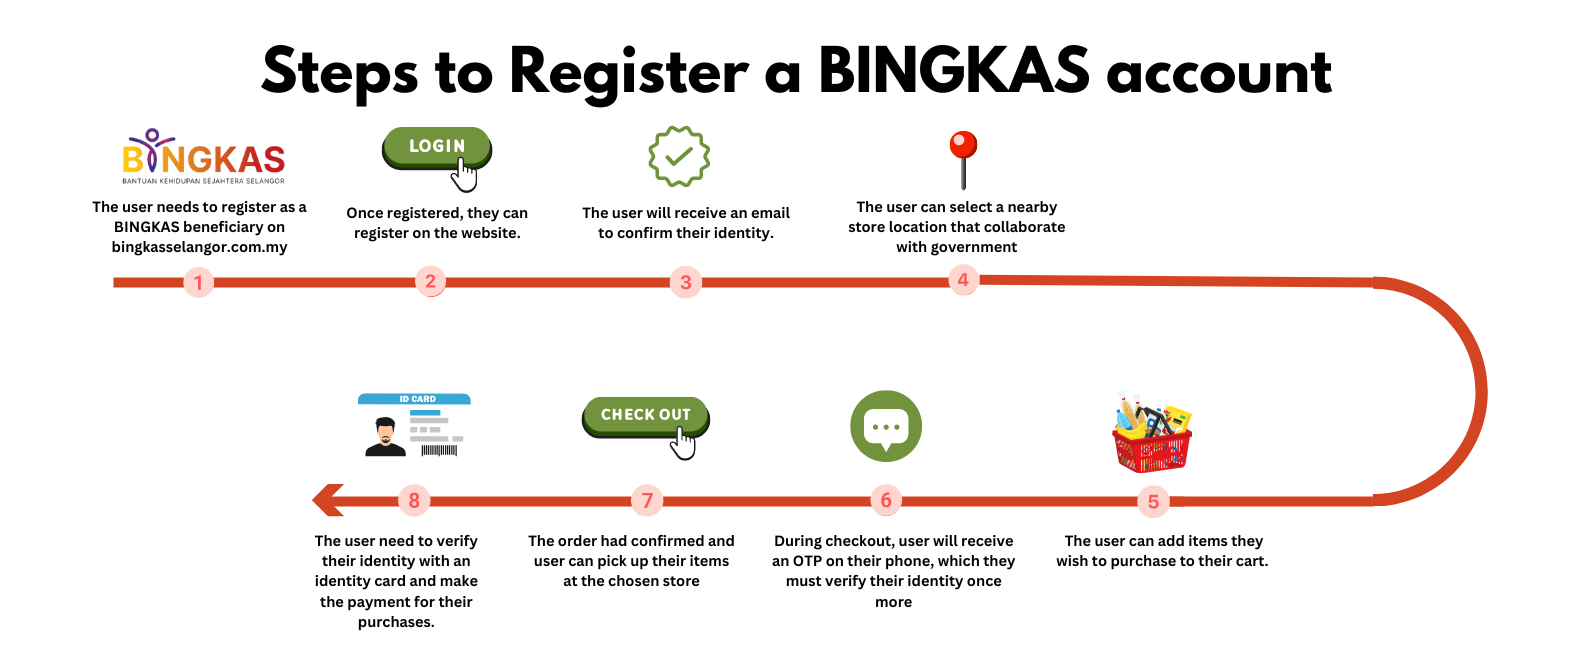 Steps to Register a BINGKAS account
BINGKAS
BANTUAN KEHIDUPAN SEJAHTERA SELANGOR
The user needs to register as a
BINGKAS beneficiary on
bingkasselangor.com.my
LOGIN
Once registered, they can
register on the website.
The user will receive an email
to confirm their identity.
The user can select a nearby
store location that collaborate
with government
1
2
3
4
5
The user can add items they
wish to purchase to their cart.
6
During checkout, user will receive
an OTP on their phone, which they
must verify their identity once
more
CHECK OUT
7
The order had confirmed and
user can pick up their items
at the chosen store
ID CARD
8
The user need to verify
their identity with an
identity card and make
the payment for their
purchases.